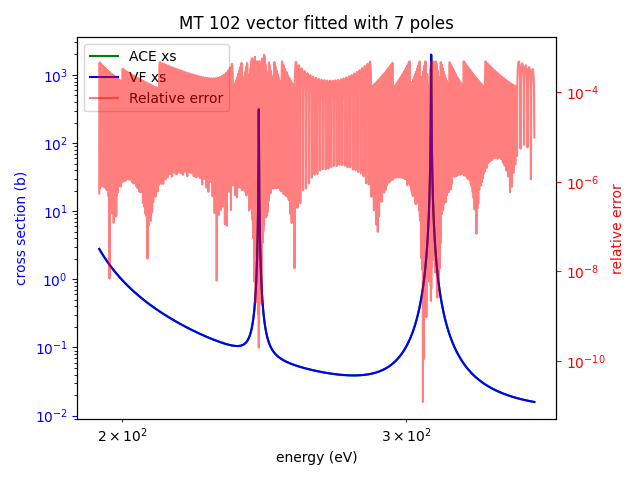 MT 102 vector fitted with 7 poles
ACE xs
VF xs
Relative error
10³
10²
10¹
10⁰
10⁻¹
10⁻²
cross section (b)
10⁻⁴
10⁻⁶
10⁻⁸
10⁻¹⁰
relative error
2 × 10² 3 × 10²
energy (eV)